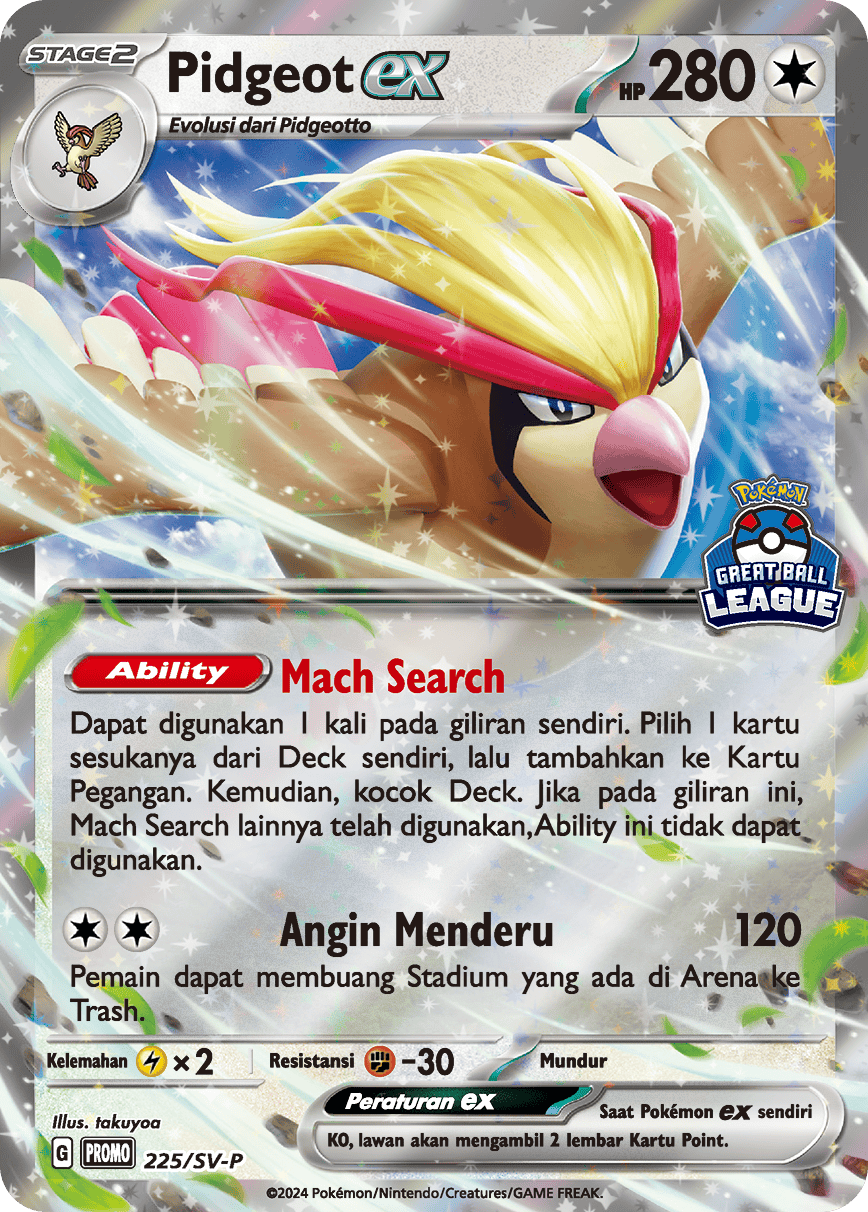 STAGE2
Pidgeot ex
HP 280
Evolusi dari Pidgeotto
Pokémon
GREAT BALL
LEAGUE
Ability Mach Search
Dapat digunakan 1 kali pada giliran sendiri. Pilih 1 kartu
sesukanya dari Deck sendiri, lalu tambahkan ke Kartu
Pegangan. Kemudian, kocok Deck. Jika pada giliran ini,
Mach Search lainnya telah digunakan,Ability ini tidak dapat
digunakan.
Angin Menderu 120
Pemain dapat membuang Stadium yang ada di Arena ke
Trash.
Kelemahan ×2 Resistansi -30 Mundur
Peraturan ex Saat Pokémon ex sendiri
KO, lawan akan mengambil 2 lembar Kartu Point.
Illus. takuyoa
G PROMO 225/SV-P
©2024 Pokémon/Nintendo/Creatures/GAME FREAK.